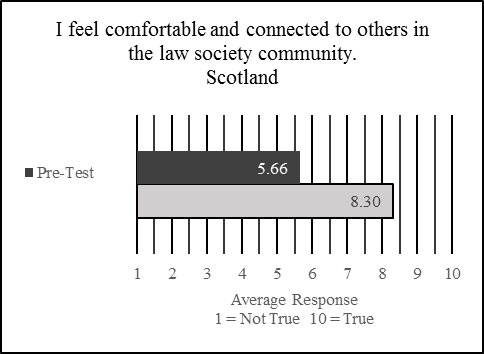 I feel comfortable and connected to others in
the law society community.
Scotland
Pre-Test
5.66
8.30
1 2 3 4 5 6 7 8 9 10
Average Response
1 = Not True 10 = True